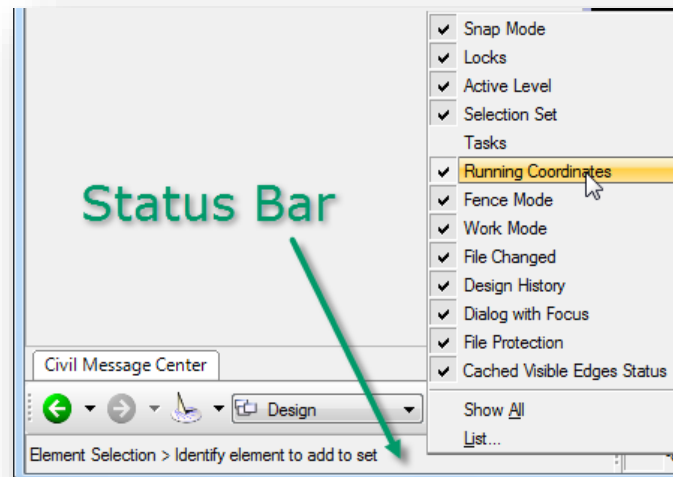 Snap Mode
Locks
Active Level
Selection Set
Tasks
Running Coordinates
Fence Mode
Work Mode
File Changed
Design History
Dialog with Focus
File Protection
Cached Visible Edges Status
Show All
List...
Status Bar
Civil Message Center
Design
Element Selection > Identify element to add to set